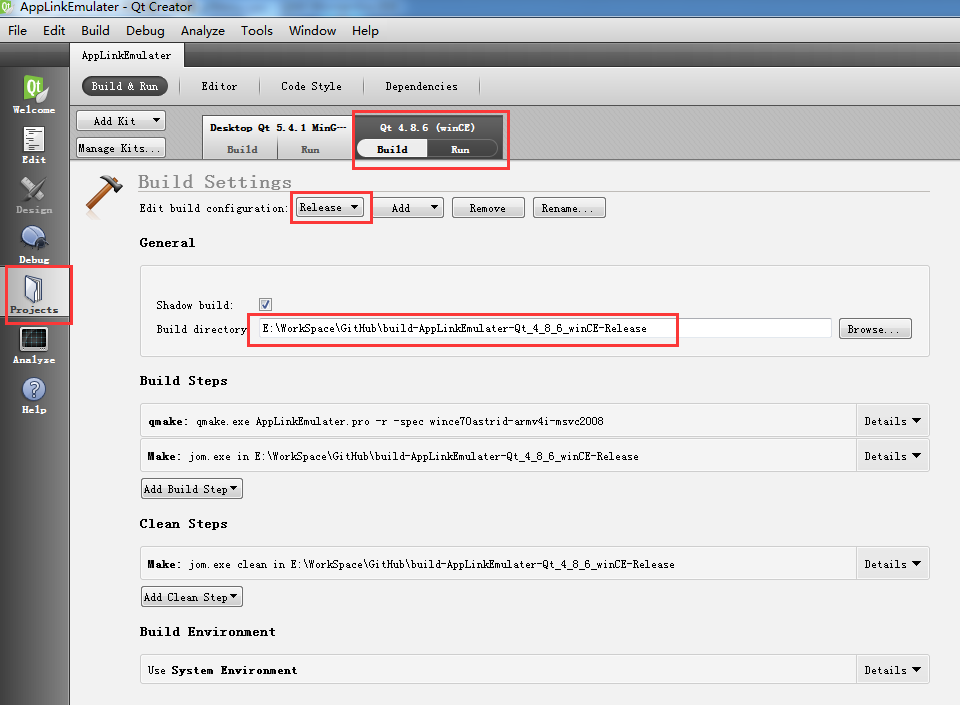 AppLinkEmulater - Qt Creator
File Edit Build Debug Analyze Tools Window Help
AppLinkEmulater
Build & Run Editor Code Style Dependencies
Welcome
Edit
Design
Debug
Projects
Analyze
Help
Add Kit
Manage Kits...
Desktop Qt 5.4.1 MinG···
Build Run
Qt 4.8.6 (winCE)
Build Run
Build Settings
Edit build configuration: Release Add Remove Rename...
General
Shadow build:
Build directory E:\WorkSpace\GitHub\build-AppLinkEmulater-Qt_4_8_6_winCE-Release Browse...
Build Steps
qmake: qmake.exe AppLinkEmulater.pro -r -spec wince70astrid-armv4i-msvc2008 Details
Make: jom.exe in E:\WorkSpace\GitHub\build-AppLinkEmulater-Qt_4_8_6_winCE-Release Details
Add Build Step
Clean Steps
Make: jom.exe clean in E:\WorkSpace\GitHub\build-AppLinkEmulater-Qt_4_8_6_winCE-Release Details
Add Clean Step
Build Environment
Use System Environment Details